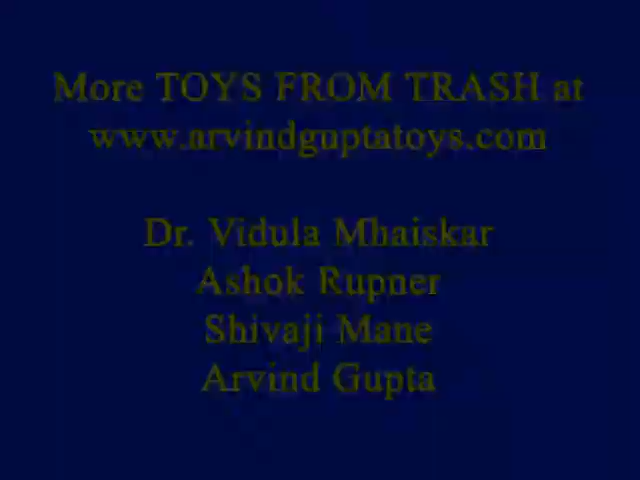 More TOYS FROM TRASH at
www.arvindguptatoys.com
Dr. Vidula Mhaiskar
Ashok Rupner
Shivaji Mane
Arvind Gupta